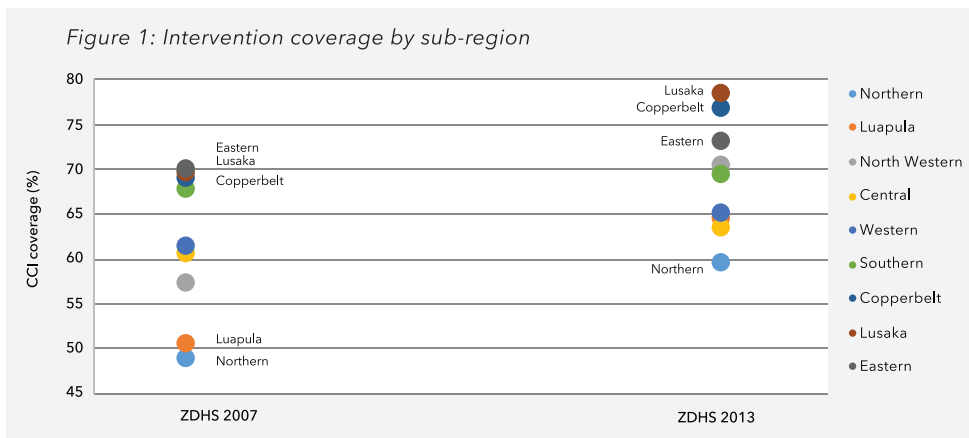 Figure 1: Intervention coverage by sub-region
CCI coverage (%)
80
75
70
65
60
55
50
45
Eastern
Lusaka
Copperbelt
Luapula
Northern
Lusaka
Copperbelt
Eastern
Northern
ZDHS 2007
ZDHS 2013
Northern
Luapula
North Western
Central
Western
Southern
Copperbelt
Lusaka
Eastern